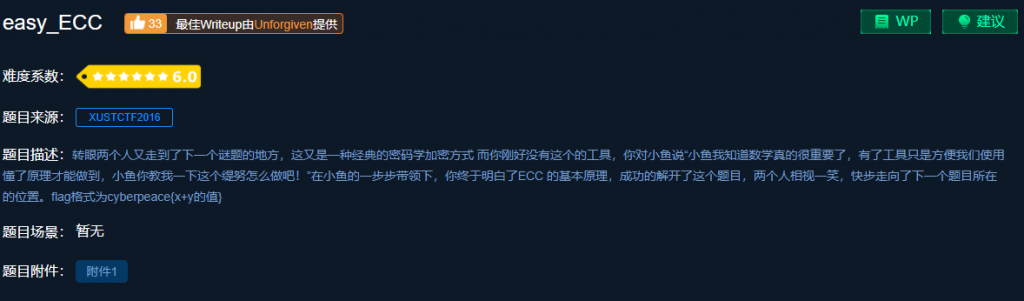 easy_ECC 33 最佳Writeup由Unforgiven提供 WP 建议
难度系数： 6.0
题目来源： XUSTCTF2016
题目描述：转眼两个人又走到了下一个谜题的地方，这又是一种经典的密码学加密方式 而你刚好没有这个的工具，你对小鱼说“小鱼我知道数学真的很重要了，有了工具只是方便我们使用
懂了原理才能做到，小鱼你教我一下这个缇努怎么做吧！”在小鱼的一步步带领下，你终于明白了ECC 的基本原理，成功的解开了这个题目，两个人相视一笑，快步走向了下一个题目所在
的位置。flag格式为cyberpeace{x+y的值}
题目场景： 暂无
题目附件： 附件1